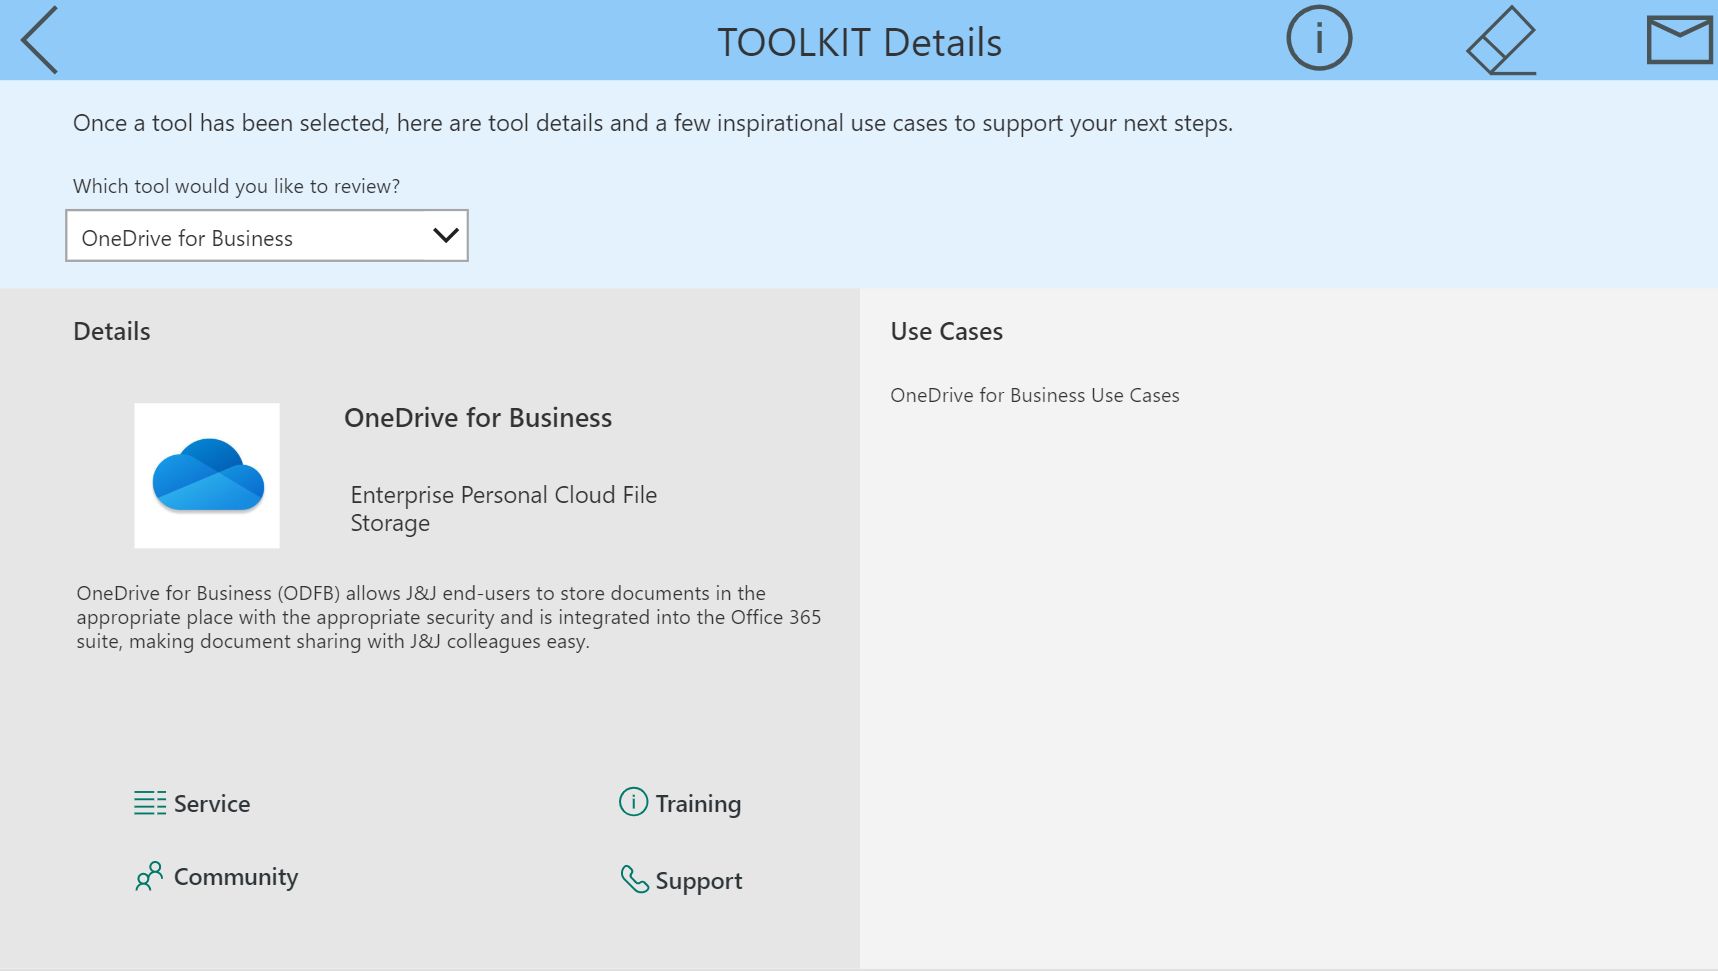 TOOLKIT Details
Once a tool has been selected, here are tool details and a few inspirational use cases to support your next steps.
Which tool would you like to review?
OneDrive for Business
Details
OneDrive for Business
Enterprise Personal Cloud File
Storage
OneDrive for Business (ODFB) allows J&J end-users to store documents in the
appropriate place with the appropriate security and is integrated into the Office 365
suite, making document sharing with J&J colleagues easy.
Service
Training
Community
Support
Use Cases
OneDrive for Business Use Cases